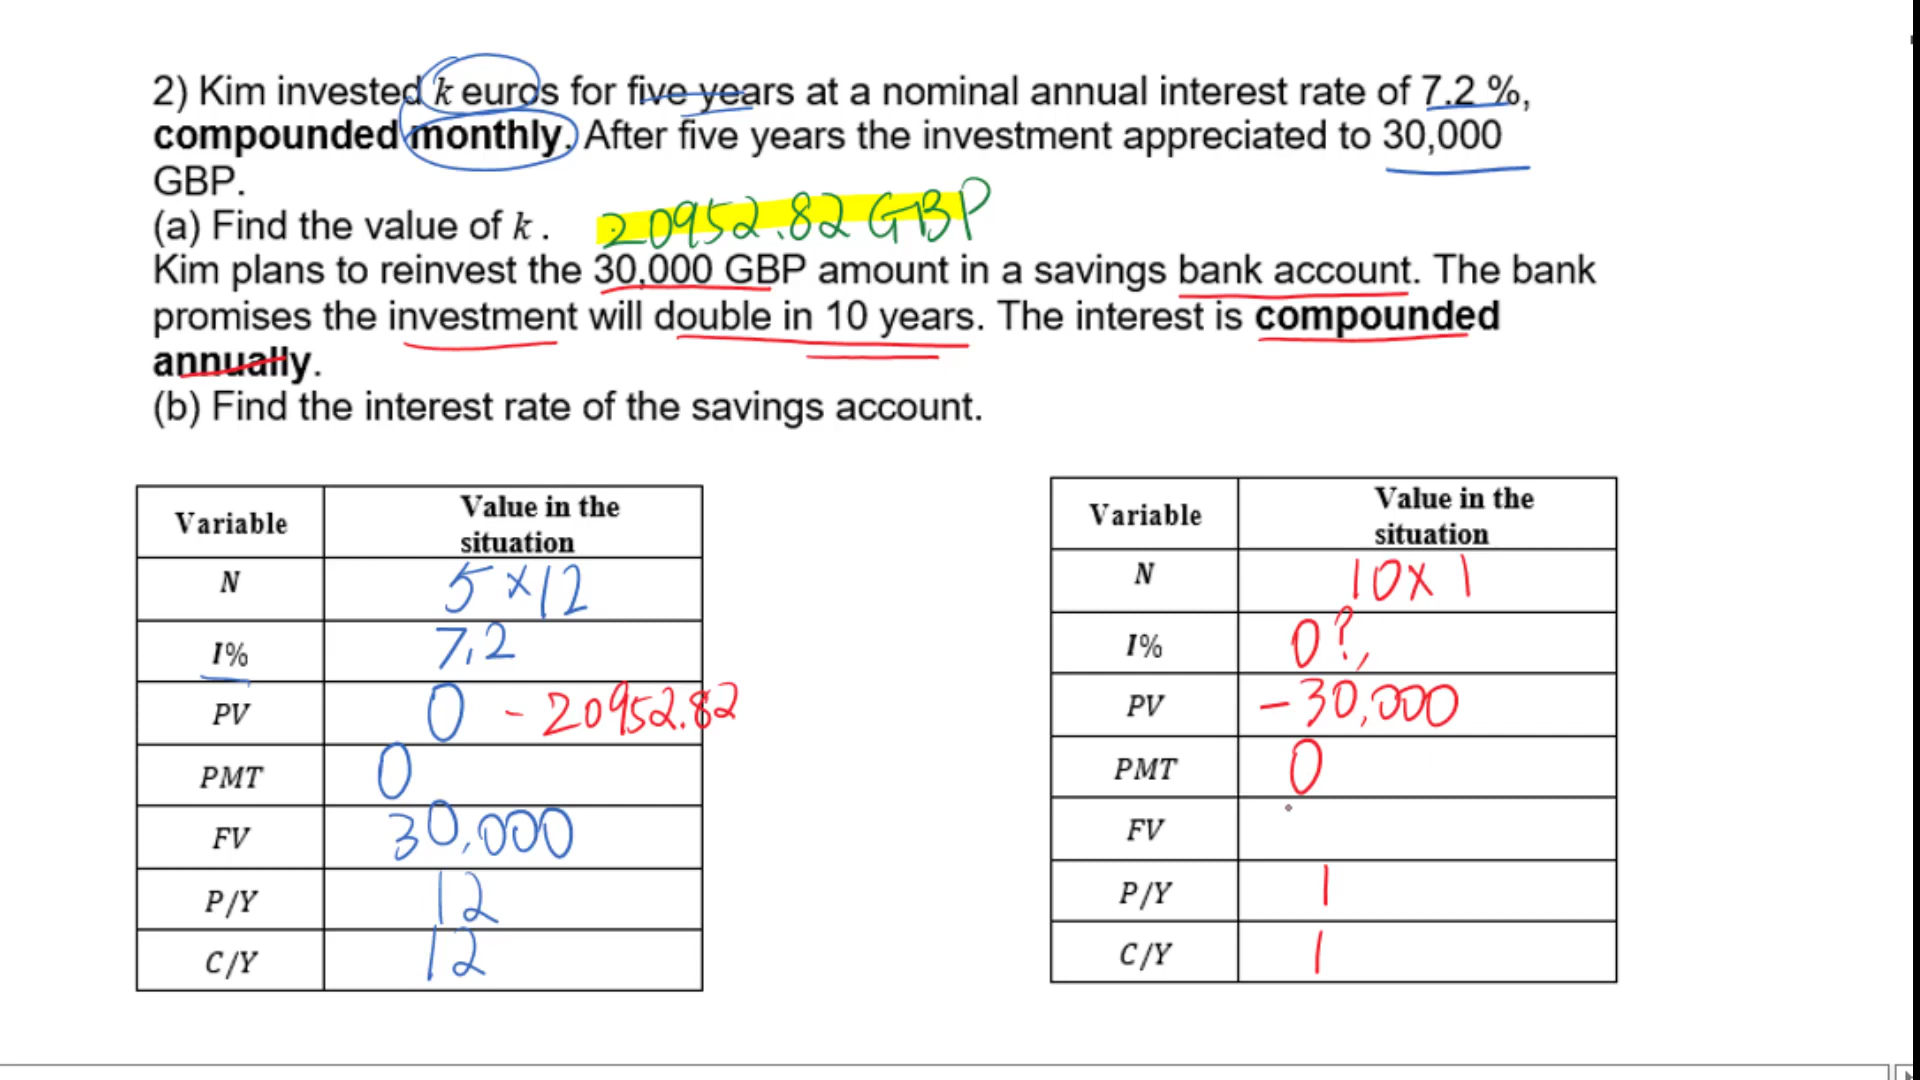 2) Kim invested k euros for five years at a nominal annual interest rate of 7.2 %,
compounded monthly. After five years the investment appreciated to 30,000
GBP.
(a) Find the value of k . 20952.82 GBP
Kim plans to reinvest the 30,000 GBP amount in a savings bank account. The bank
promises the investment will double in 10 years. The interest is compounded
annually.
(b) Find the interest rate of the savings account.
Variable Value in the situation
N 5 × 12
I% 7.2
PV 0 - 20952.82
PMT 0
FV 30,000
P/Y 12
C/Y 12
Variable Value in the situation
N 10 × 1
I% 0 ?,
PV - 30,000
PMT 0
FV
P/Y 1
C/Y 1